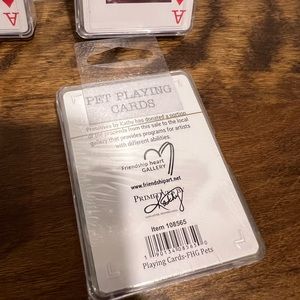 A
A
PET PLAYING
CARDS
Primitives by Kathy has donated a portion
of the proceeds from this sale to the local
gallery that provides programs for artists
with different abilities.
Friendship heart
GALLERY
www.friendshipart.net
Kathy
Item 108565
Playing Cards-FHG Pets